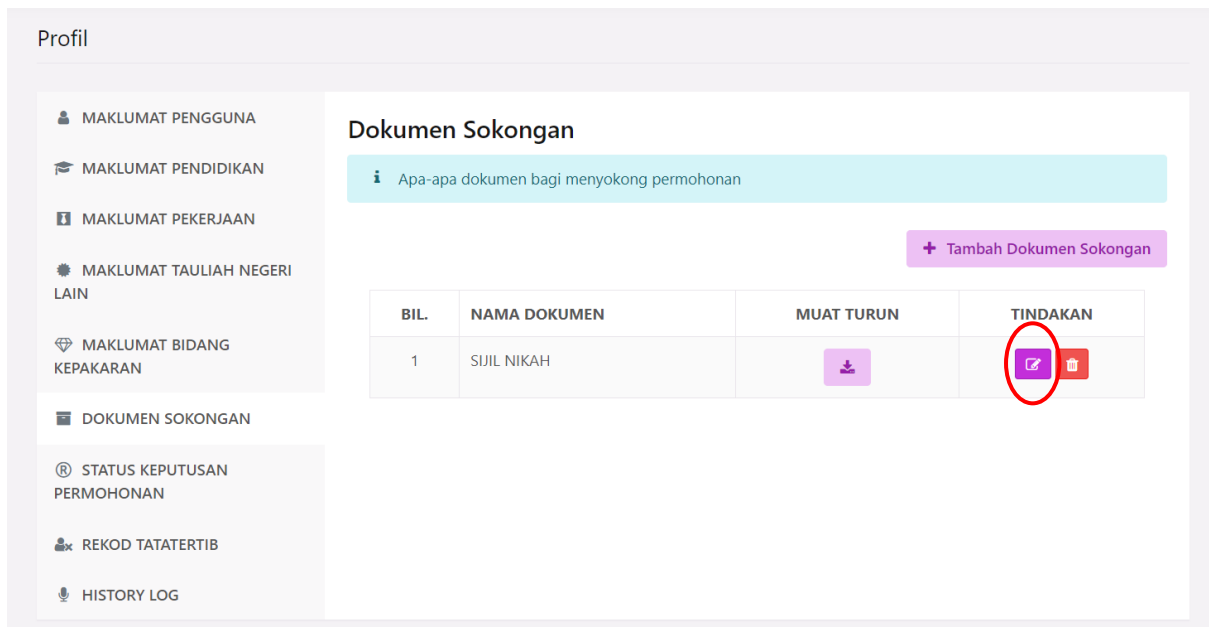 Profil
MAKLUMAT PENGGUNA
MAKLUMAT PENDIDIKAN
MAKLUMAT PEKERJAAN
MAKLUMAT TAULIAH NEGERI
LAIN
MAKLUMAT BIDANG
KEPAKARAN
DOKUMEN SOKONGAN
STATUS KEPUTUSAN
PERMOHONAN
REKOD TATATERTIB
HISTORY LOG
Dokumen Sokongan
Apa-apa dokumen bagi menyokong permohonan
Tambah Dokumen Sokongan
BIL. NAMA DOKUMEN MUAT TURUN TINDAKAN
1 SIJIL NIKAH